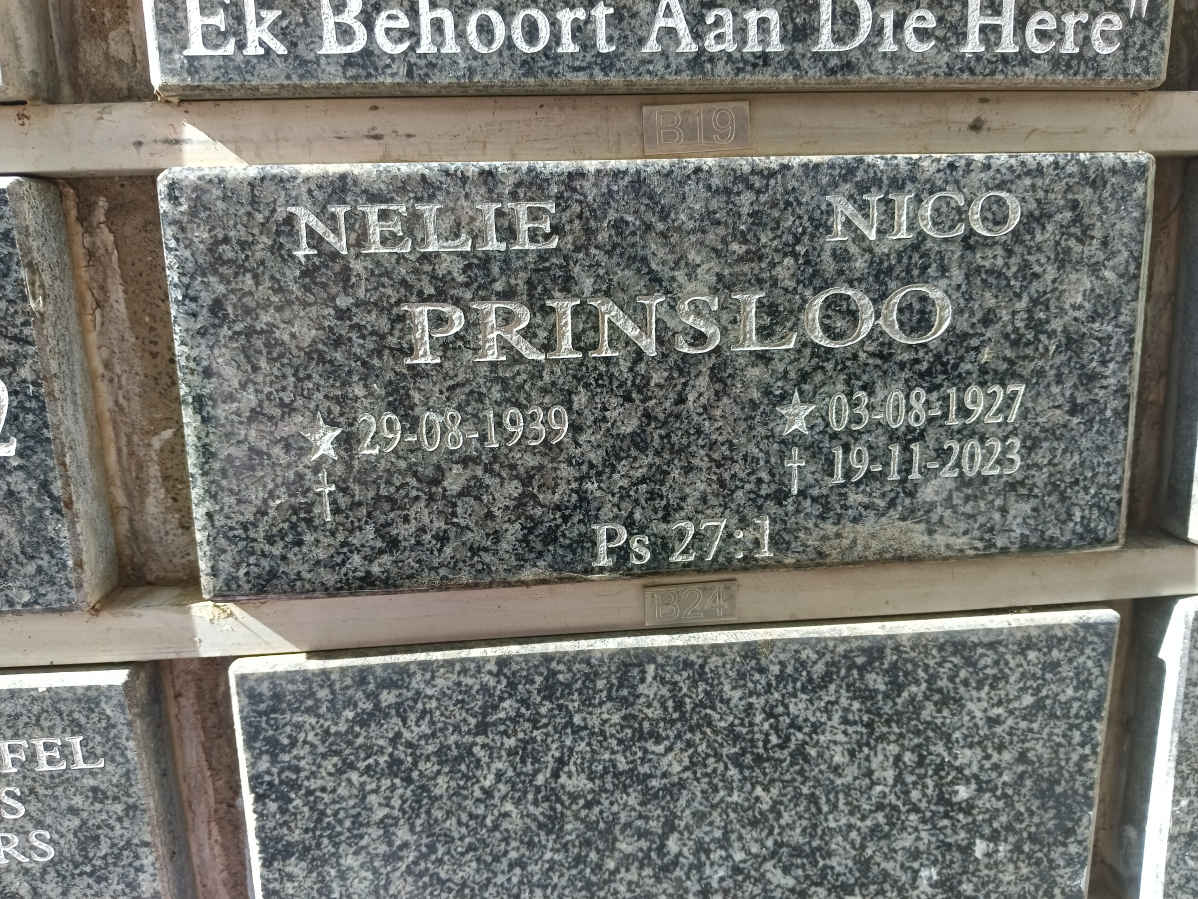 Ek Behoort Aan Die Here"
B19
NELIE NICO
PRINSLOO
★ 29-08-1939 ★ 03-08-1927
† † 19-11-2023
Ps 27:1
B24
FEL
S
RS